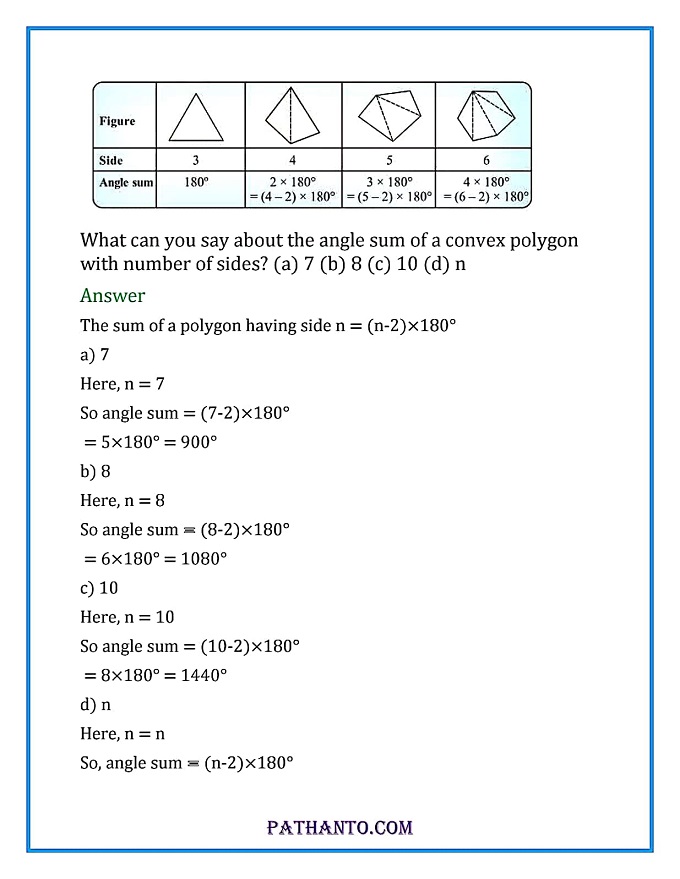 Figure
Side 3 4 5 6
Angle sum 180° 2 × 180° 3 × 180° 4 × 180°
= (4 – 2) × 180° = (5 – 2) × 180° = (6 – 2) × 180°
What can you say about the angle sum of a convex polygon
with number of sides? (a) 7 (b) 8 (c) 10 (d) n
Answer
The sum of a polygon having side n = (n-2)×180°
a) 7
Here, n = 7
So angle sum = (7-2)×180°
= 5×180° = 900°
b) 8
Here, n = 8
So angle sum = (8-2)×180°
= 6×180° = 1080°
c) 10
Here, n = 10
So angle sum = (10-2)×180°
= 8×180° = 1440°
d) n
Here, n = n
So, angle sum = (n-2)×180°
PATHANTO.COM